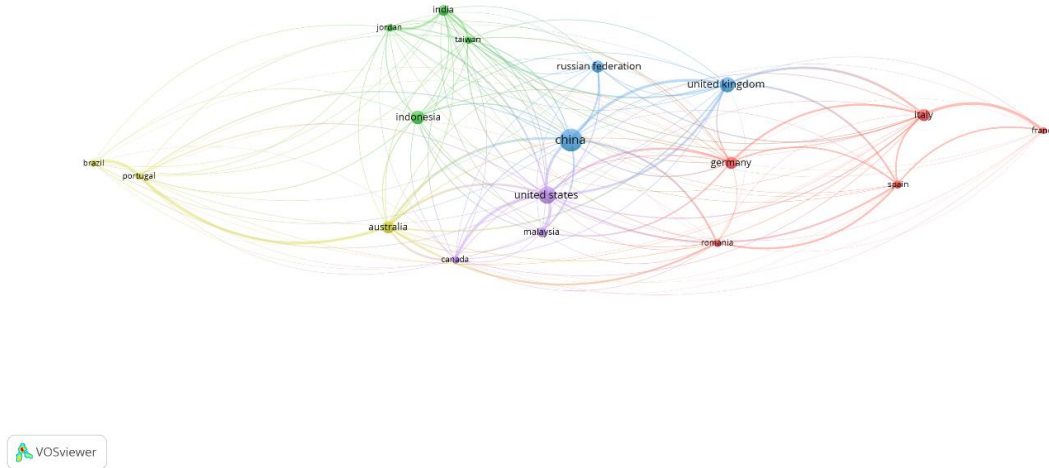 india
jordan
taiwan
russian federation
united kingdom
indonesia
italy
china
brazil
germany
portugal
spain
united states
australia
malaysia
romania
canada
VOSviewer